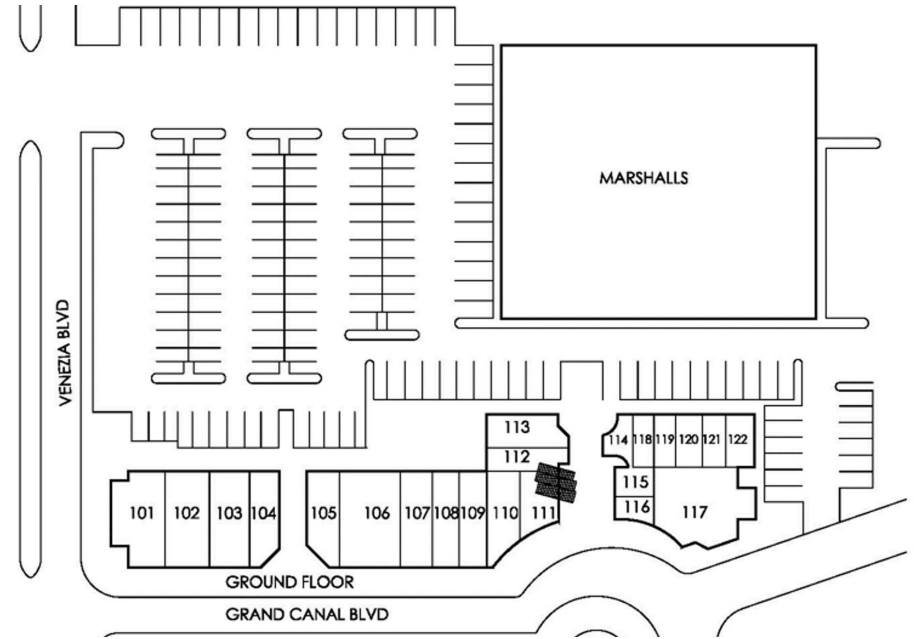 MARSHALLS
VENEZIA BLVD
113
114 118 119 120 121 122
112
115
101 102 103 104 105 106 107 108 109 110 111 116 117
GROUND FLOOR
GRAND CANAL BLVD